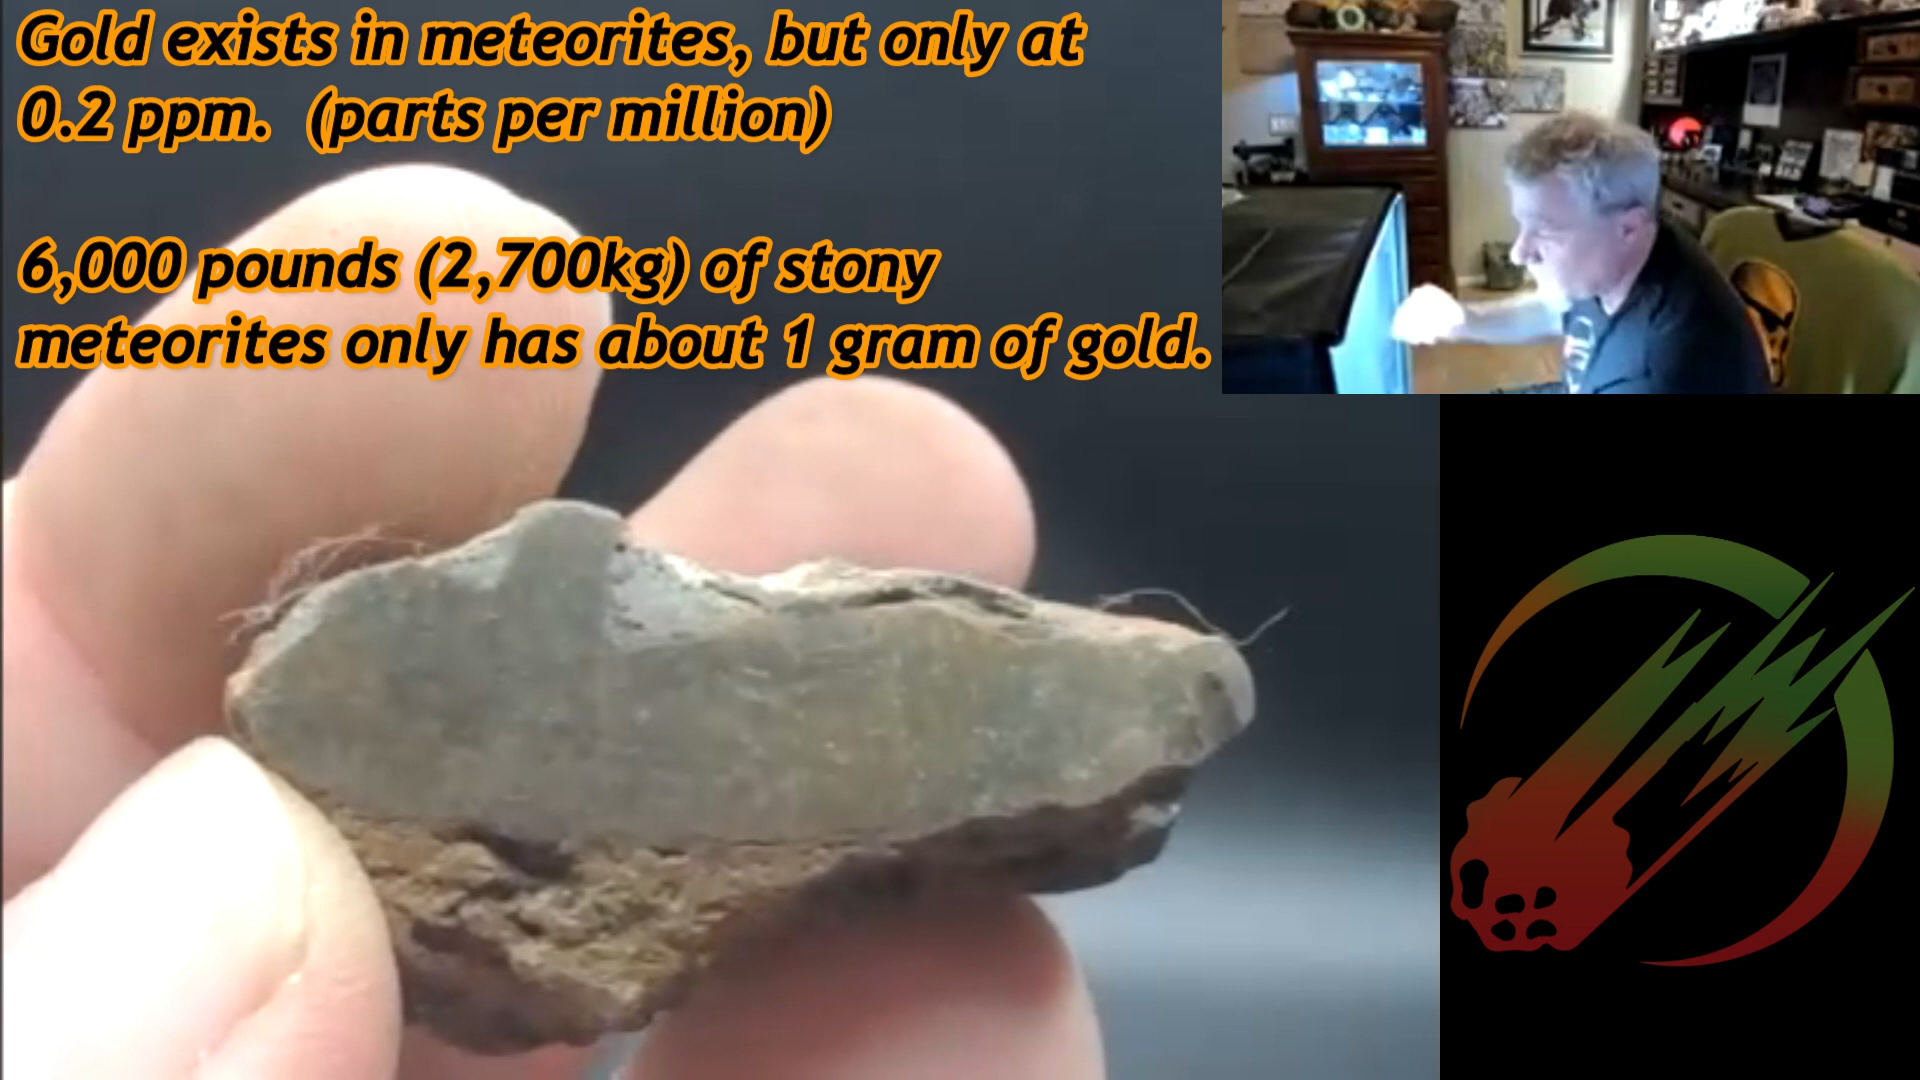 Gold exists in meteorites, but only at
0.2 ppm.  (parts per million)
6,000 pounds (2,700kg) of stony
meteorites only has about 1 gram of gold.